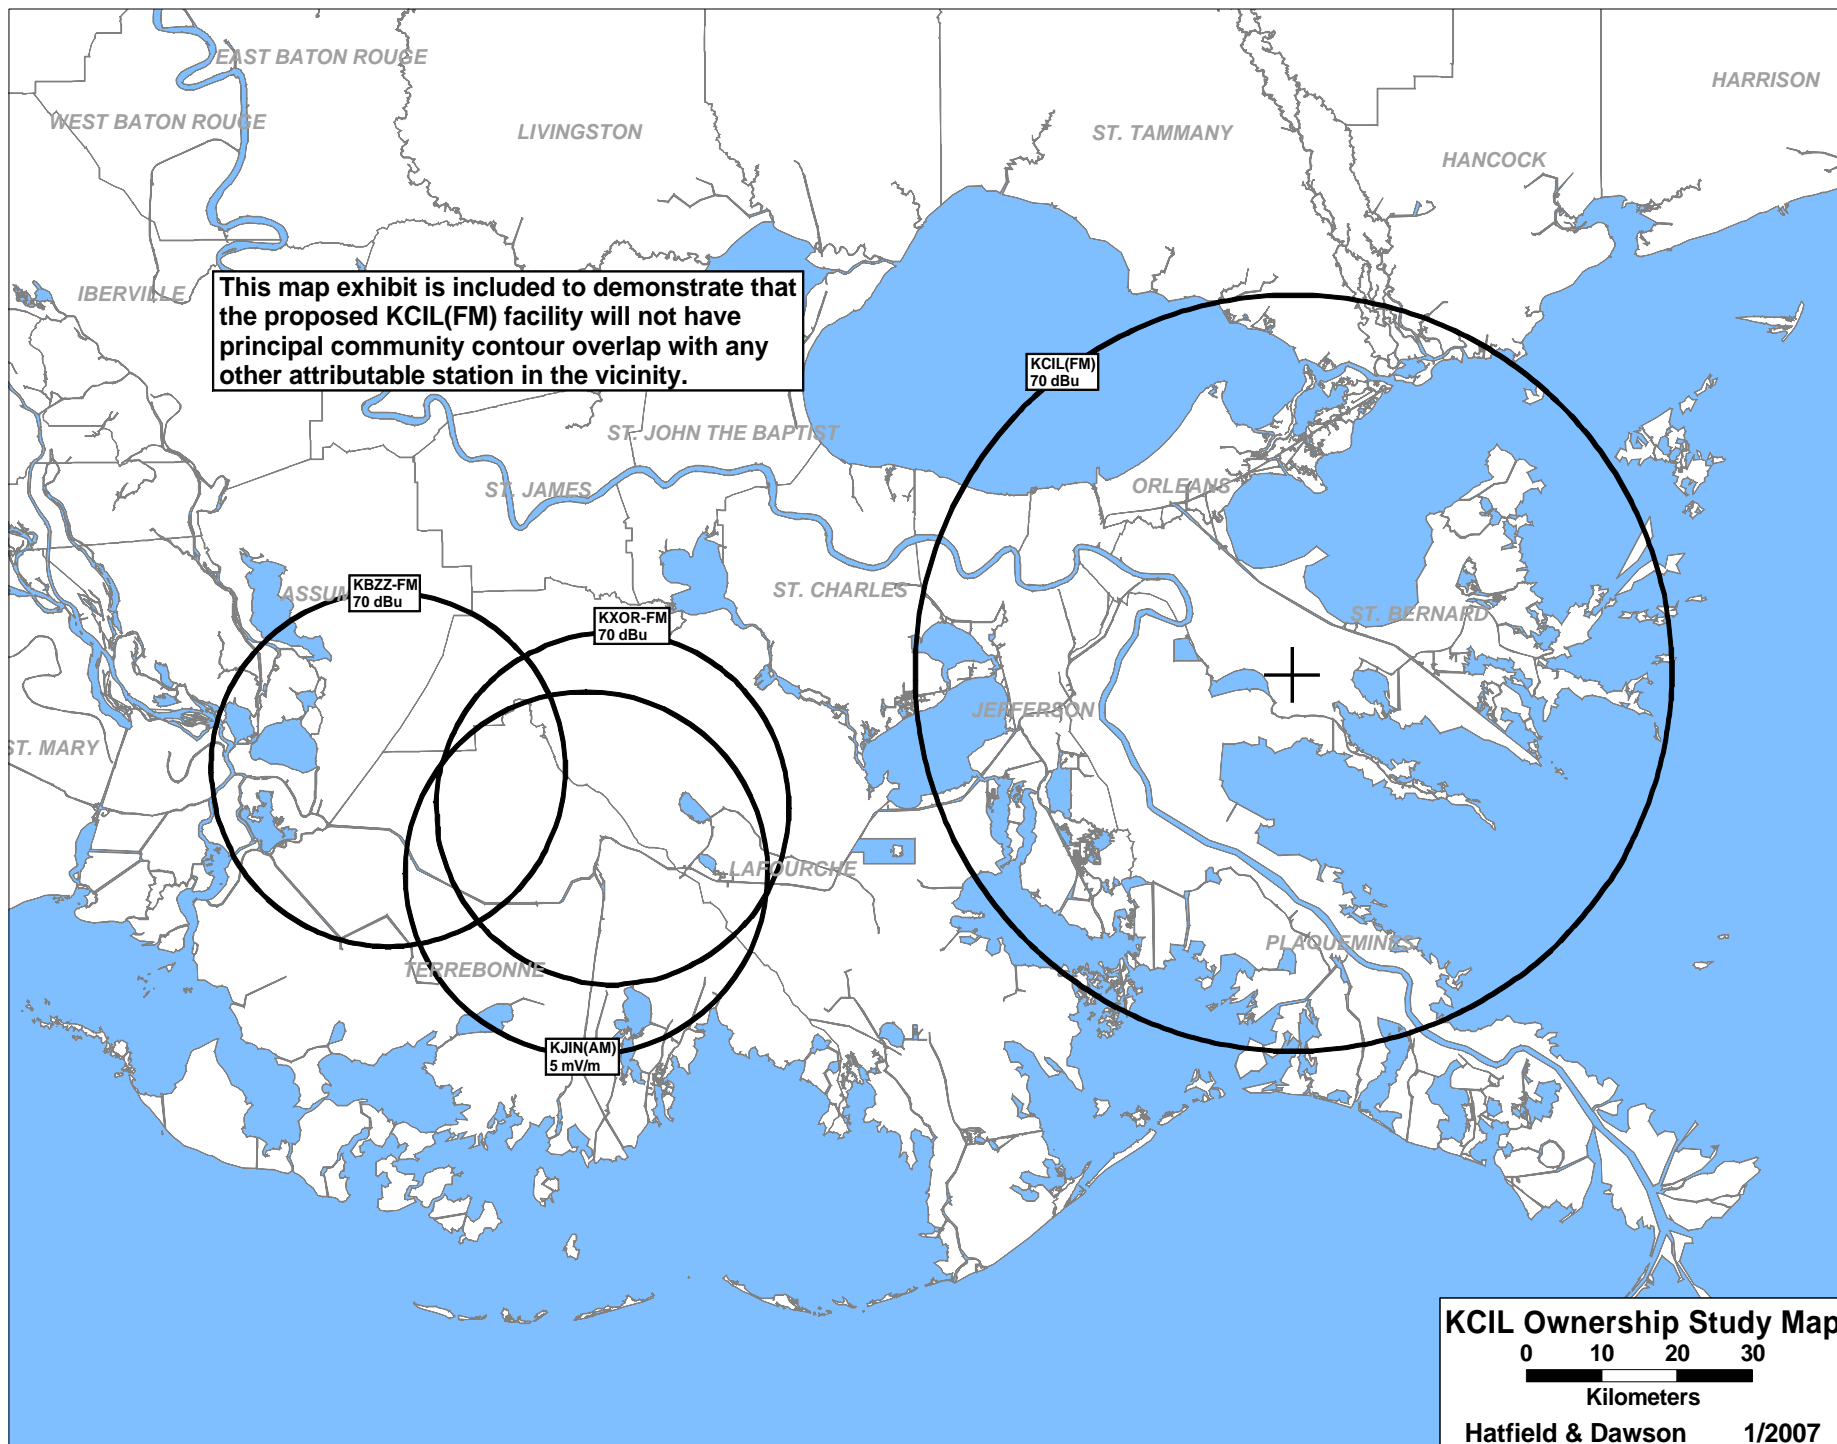 EAST BATON ROUGE
HARRISON
WEST BATON ROUGE
LIVINGSTON
ST. TAMMANY
HANCOCK
IBERVILLE
This map exhibit is included to demonstrate that
the proposed KCIL(FM) facility will not have
principal community contour overlap with any
other attributable station in the vicinity.
KCIL(FM)
70 dBu
ST. JOHN THE BAPTIST
ST. JAMES
ORLEANS
KBZZ-FM
70 dBu
KXOR-FM
70 dBu
ST. CHARLES
ST. BERNARD
JEFFERSON
ST. MARY
LAFOURCHE
PLAQUEMINES
TERREBONNE
KJIN(AM)
5 mV/m
KCIL Ownership Study Map
0 10 20 30
Kilometers
Hatfield & Dawson 1/2007